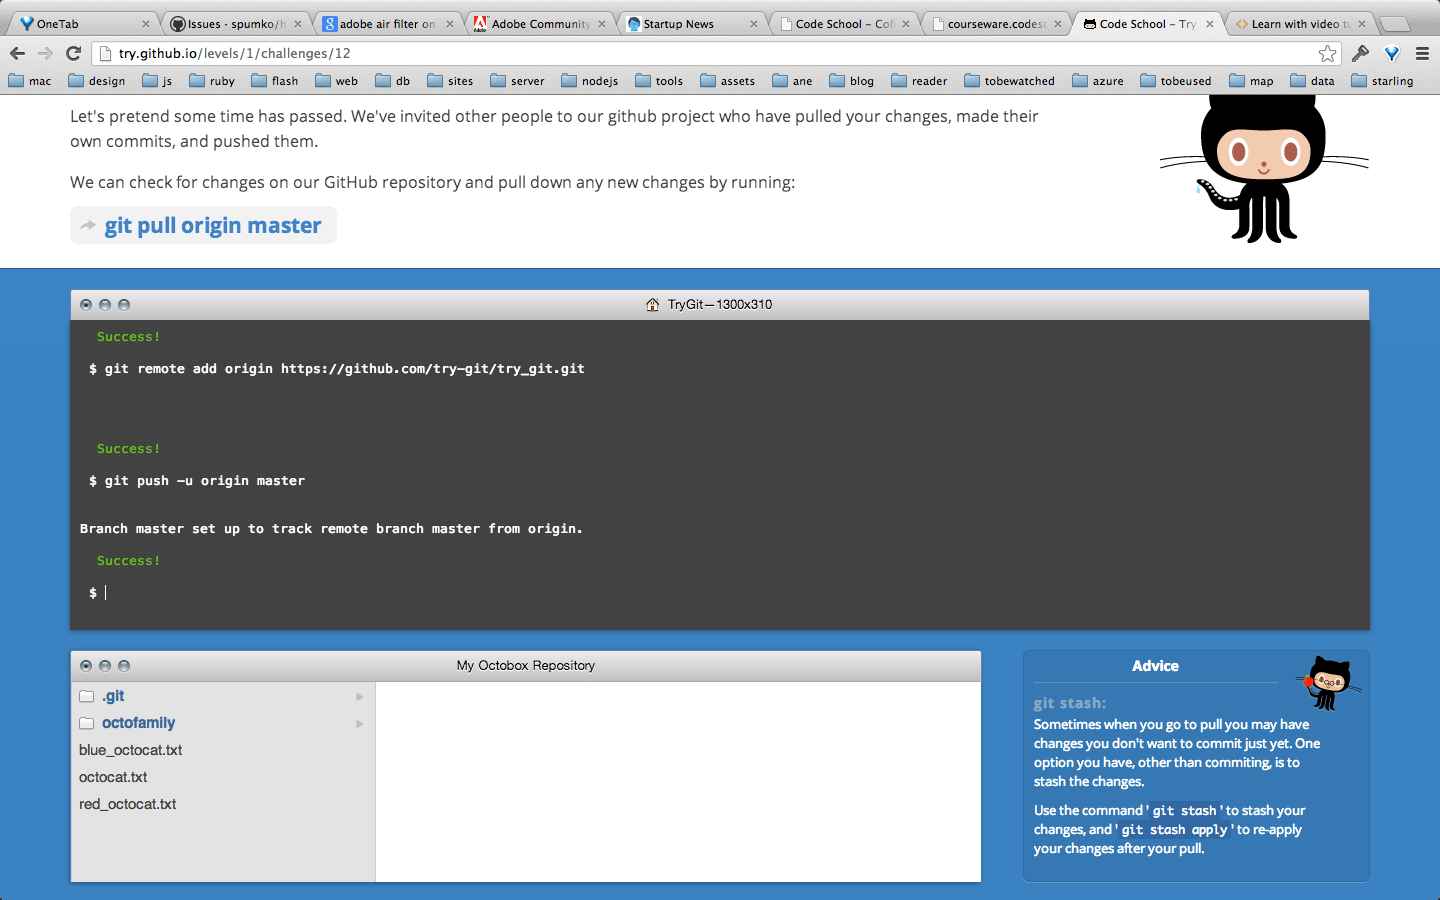 OneTab
Issues · spumko/h
adobe air filter on
Adobe Community
Startup News
Code School – Cof
courseware.codes
Code School – Try
Learn with video tu
try.github.io/levels/1/challenges/12
mac design js ruby flash web db sites server nodejs tools assets ane blog reader tobewatched azure tobeused map data starling
Let's pretend some time has passed. We've invited other people to our github project who have pulled your changes, made their
own commits, and pushed them.
We can check for changes on our GitHub repository and pull down any new changes by running:
git pull origin master
TryGit—1300x310
Success!
$ git remote add origin https://github.com/try-git/try_git.git
Success!
$ git push -u origin master
Branch master set up to track remote branch master from origin.
Success!
$
My Octobox Repository
.git
octofamily
blue_octocat.txt
octocat.txt
red_octocat.txt
Advice
git stash:
Sometimes when you go to pull you may have
changes you don't want to commit just yet. One
option you have, other than commiting, is to
stash the changes.
Use the command 'git stash' to stash your
changes, and 'git stash apply' to re-apply
your changes after your pull.